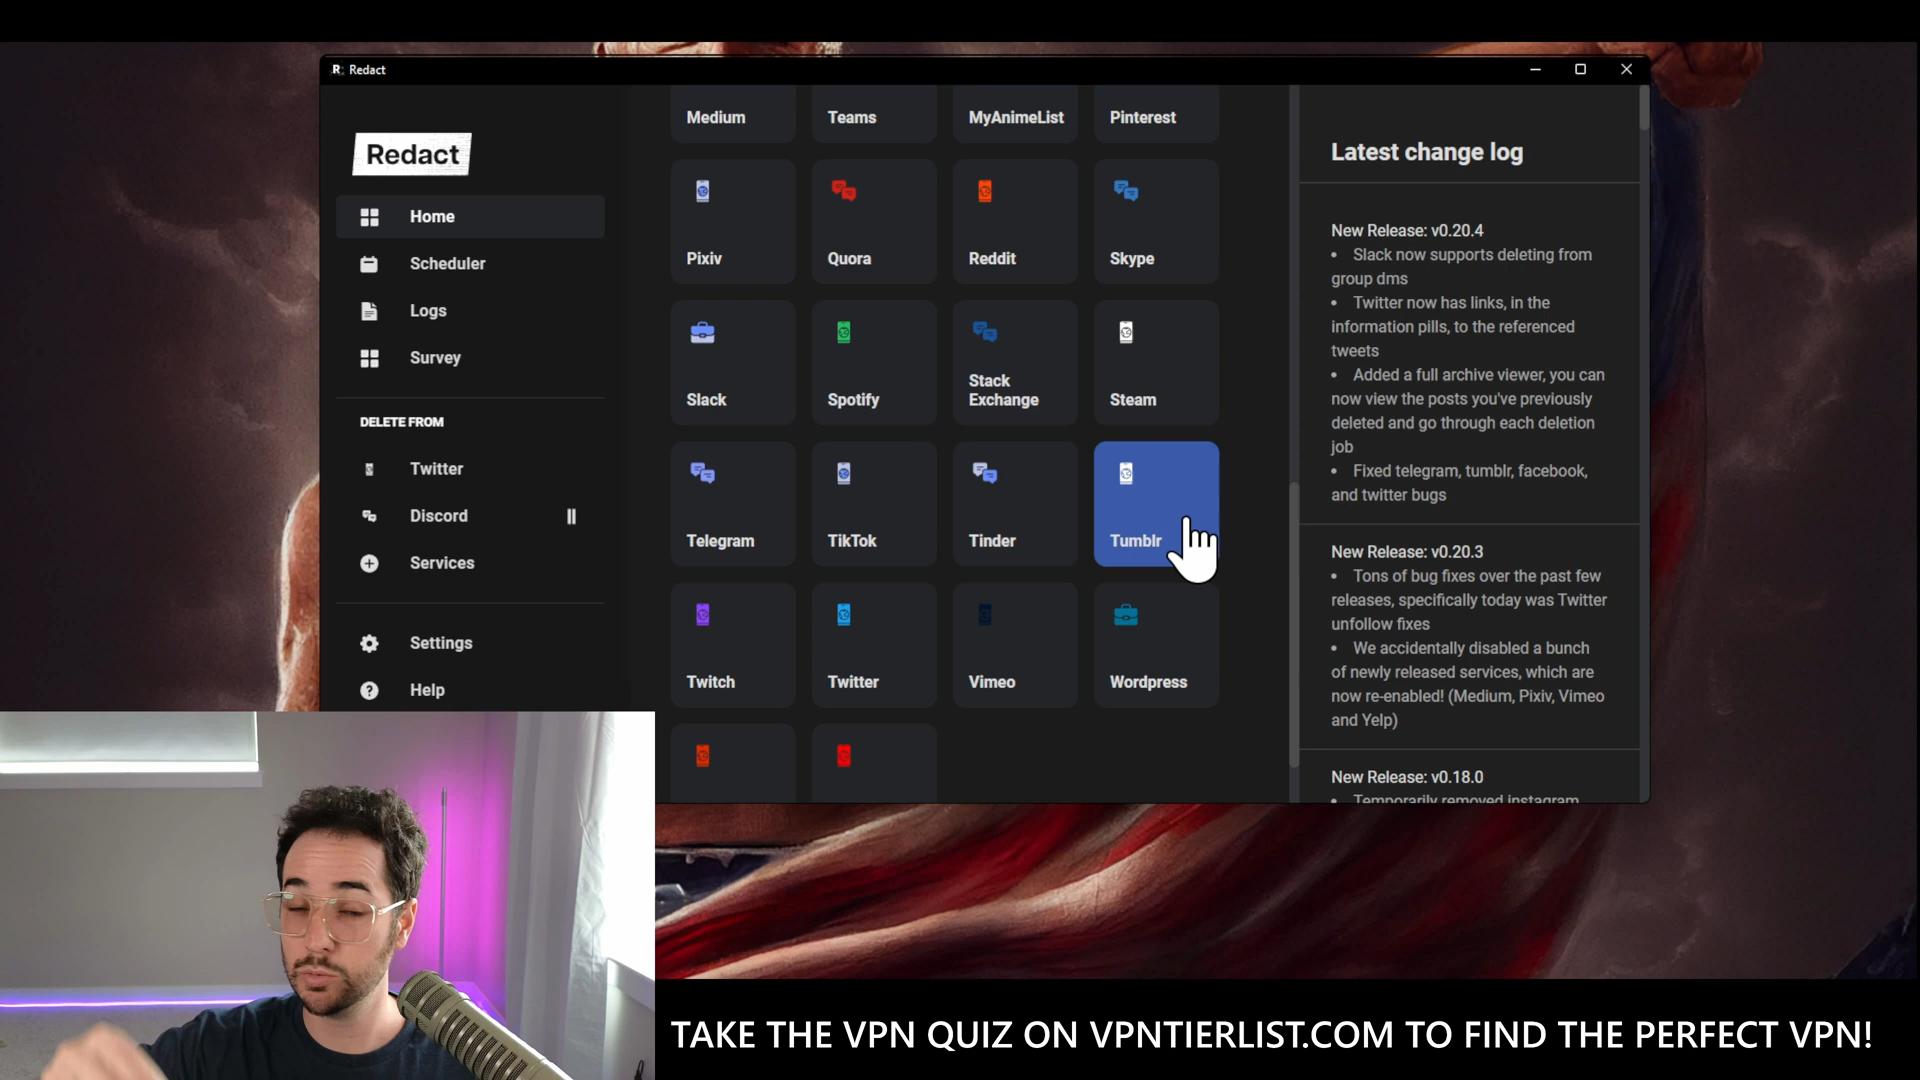 Redact
Redact
Home
Scheduler
Logs
Survey
DELETE FROM
Twitter
Discord
Services
Settings
Help
Medium
Teams
MyAnimeList
Pinterest
Pixiv
Quora
Reddit
Skype
Slack
Spotify
Stack
Exchange
Steam
Telegram
TikTok
Tinder
Tumblr
Twitch
Twitter
Vimeo
Wordpress
Latest change log
New Release: v0.20.4
• Slack now supports deleting from
group dms
• Twitter now has links, in the
information pills, to the referenced
tweets
• Added a full archive viewer, you can
now view the posts you've previously
deleted and go through each deletion
job
• Fixed telegram, tumblr, facebook,
and twitter bugs
New Release: v0.20.3
• Tons of bug fixes over the past few
releases, specifically today was Twitter
unfollow fixes
• We accidentally disabled a bunch
of newly released services, which are
now re-enabled! (Medium, Pixiv, Vimeo
and Yelp)
New Release: v0.18.0
• Temporarily removed instagram
TAKE THE VPN QUIZ ON VPNTIERLIST.COM TO FIND THE PERFECT VPN!